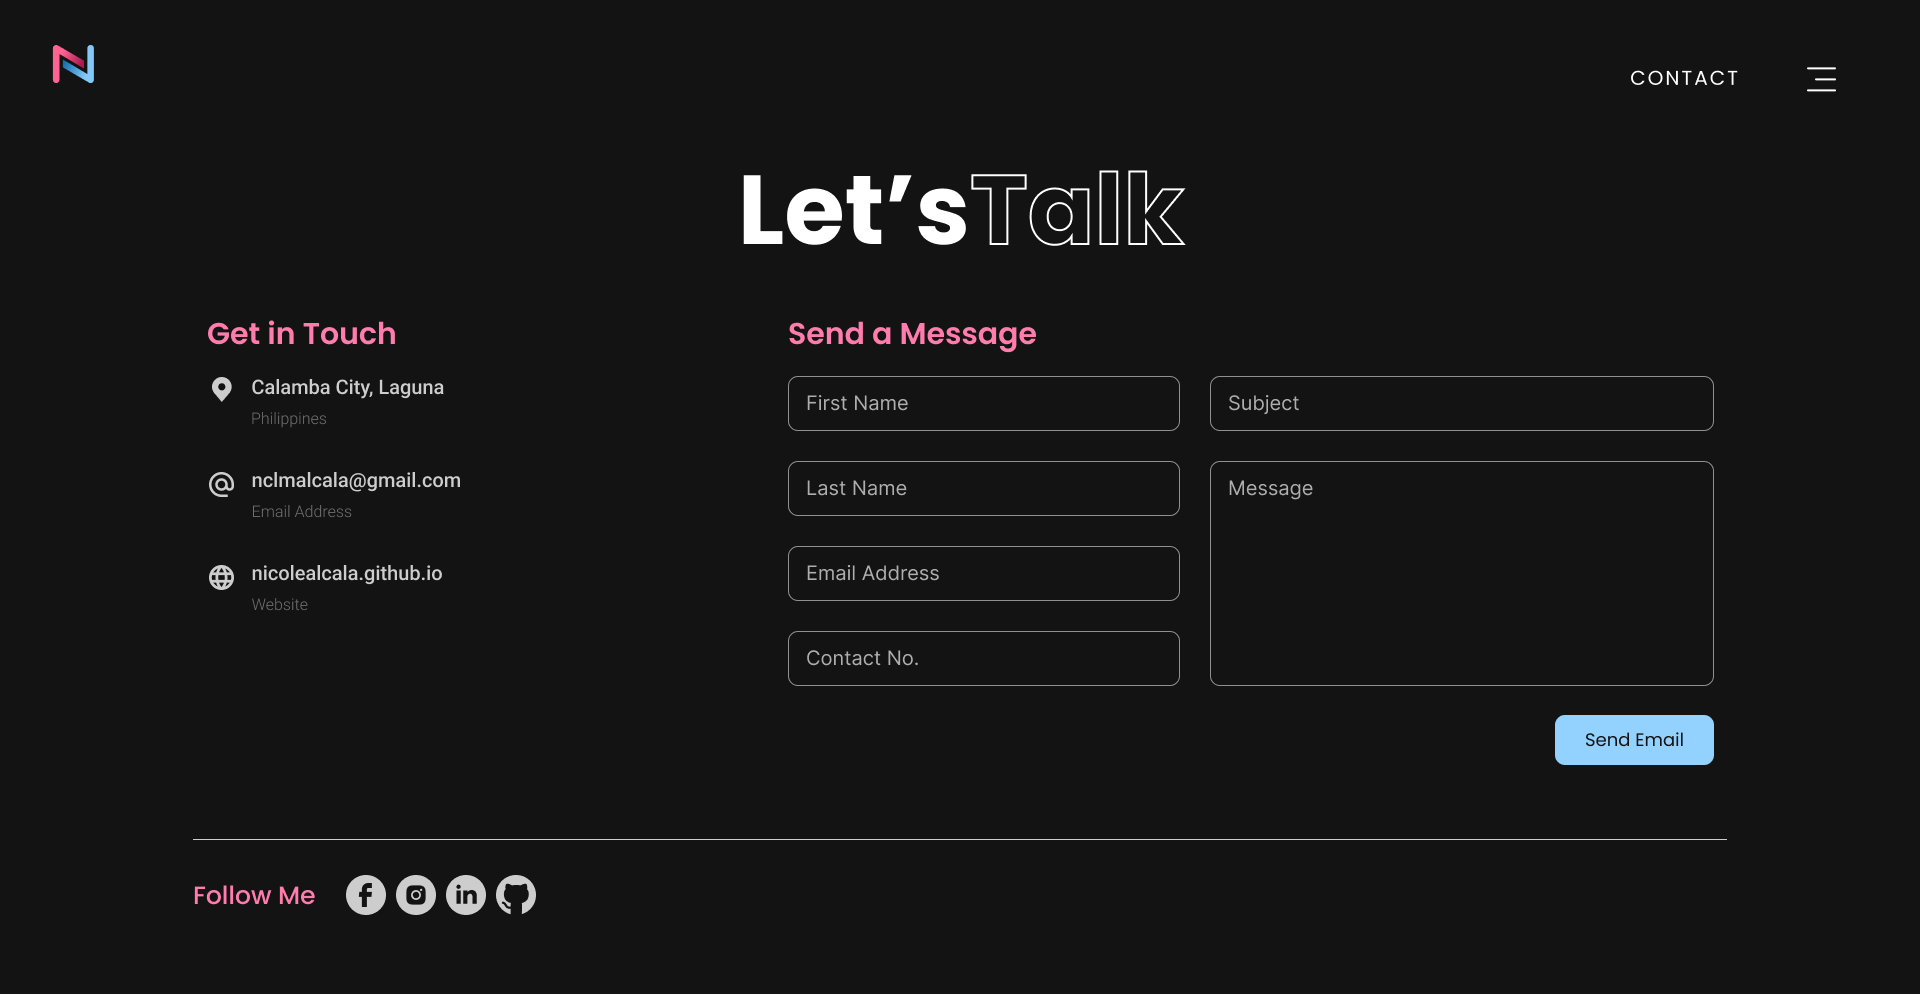 CONTACT
Let’sTalk
Get in Touch
Calamba City, Laguna
Philippines
nclmalcala@gmail.com
Email Address
nicolealcala.github.io
Website
Send a Message
First Name
Last Name
Email Address
Contact No.
Subject
Message
Send Email
Follow Me